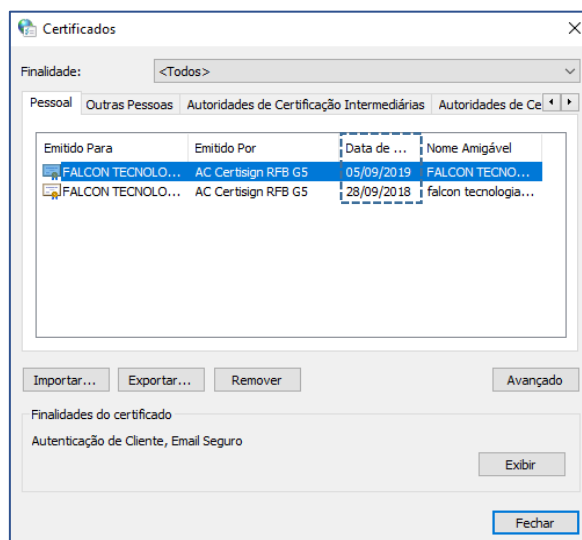 Certificados
Finalidade: <Todos>
Pessoal Outras Pessoas Autoridades de Certificação Intermediárias Autoridades de Ce
Emitido Para Emitido Por Data de ... Nome Amigável
FALCON TECNOLO... AC Certisign RFB G5 05/09/2019 FALCON TECNO...
FALCON TECNOLO... AC Certisign RFB G5 28/09/2018 falcon tecnologia...
Importar... Exportar... Remover Avançado
Finalidades do certificado
Autenticação de Cliente, Email Seguro
Exibir
Fechar